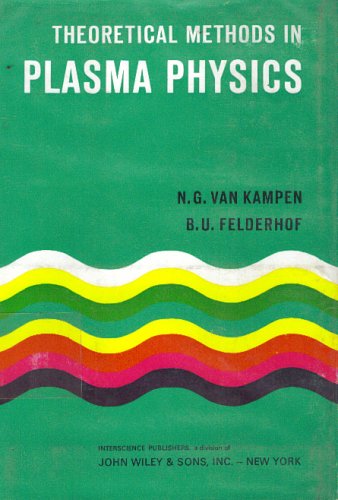 THEORETICAL METHODS IN
PLASMA PHYSICS
N.G. VAN KAMPEN
B.U. FELDERHOF
INTERSCIENCE PUBLISHERS, a division of
JOHN WILEY & SONS, INC. – NEW YORK